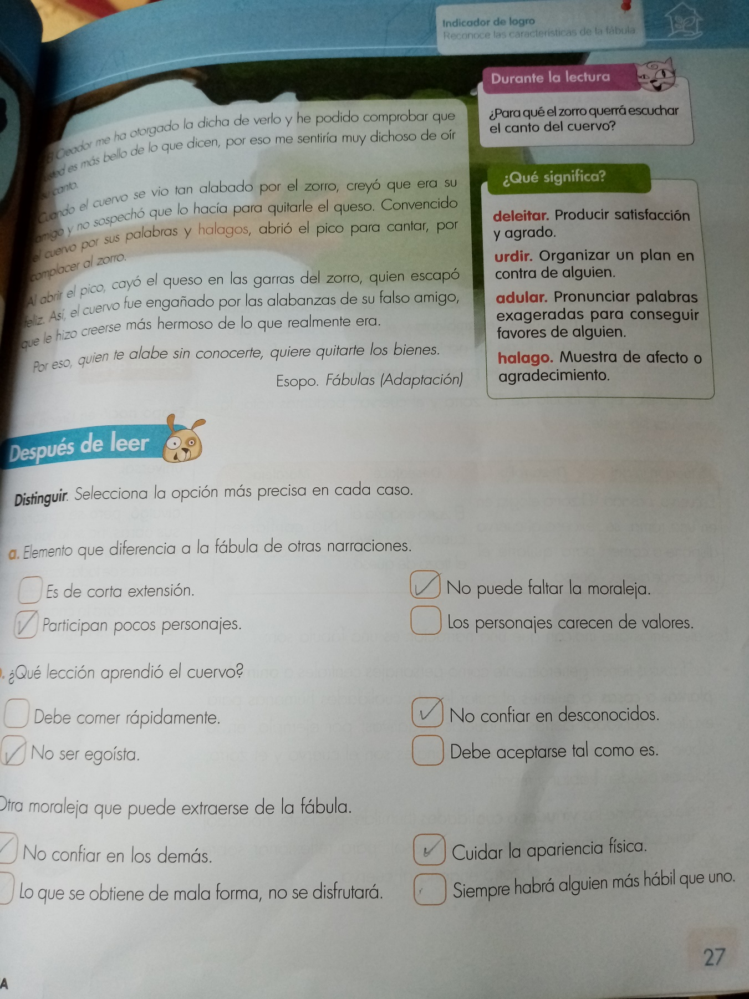 Indicador de logro
Reconoce las características de la fábula
Durante la lectura
¿Para qué el zorro querrá escuchar
el canto del cuervo?
El Creador me ha otorgado la dicha de verlo y he podido comprobar que
usted es más bello de lo que dicen, por eso me sentiría muy dichoso de oír
su canto.
Cuando el cuervo se vio tan alabado por el zorro, creyó que era su
amigo y no sospechó que lo hacía para quitarle el queso. Convencido
el cuervo por sus palabras y halagos, abrió el pico para cantar, por
complacer al zorro.
Al abrir el pico, cayó el queso en las garras del zorro, quien escapó
feliz. Así, el cuervo fue engañado por las alabanzas de su falso amigo,
que le hizo creerse más hermoso de lo que realmente era.
Por eso, quien te alabe sin conocerte, quiere quitarte los bienes.
Esopo. Fábulas (Adaptación)
¿Qué significa?
deleitar. Producir satisfacción
y agrado.
urdir. Organizar un plan en
contra de alguien.
adular. Pronunciar palabras
exageradas para conseguir
favores de alguien.
halago. Muestra de afecto o
agradecimiento.
Después de leer
Distinguir. Selecciona la opción más precisa en cada caso.
a. Elemento que diferencia a la fábula de otras narraciones.
Es de corta extensión.
No puede faltar la moraleja.
Participan pocos personajes.
Los personajes carecen de valores.
¿Qué lección aprendió el cuervo?
Debe comer rápidamente.
No confiar en desconocidos.
No ser egoísta.
Debe aceptarse tal como es.
Otra moraleja que puede extraerse de la fábula.
No confiar en los demás.
Cuidar la apariencia física.
Lo que se obtiene de mala forma, no se disfrutará.
Siempre habrá alguien más hábil que uno.
27
A